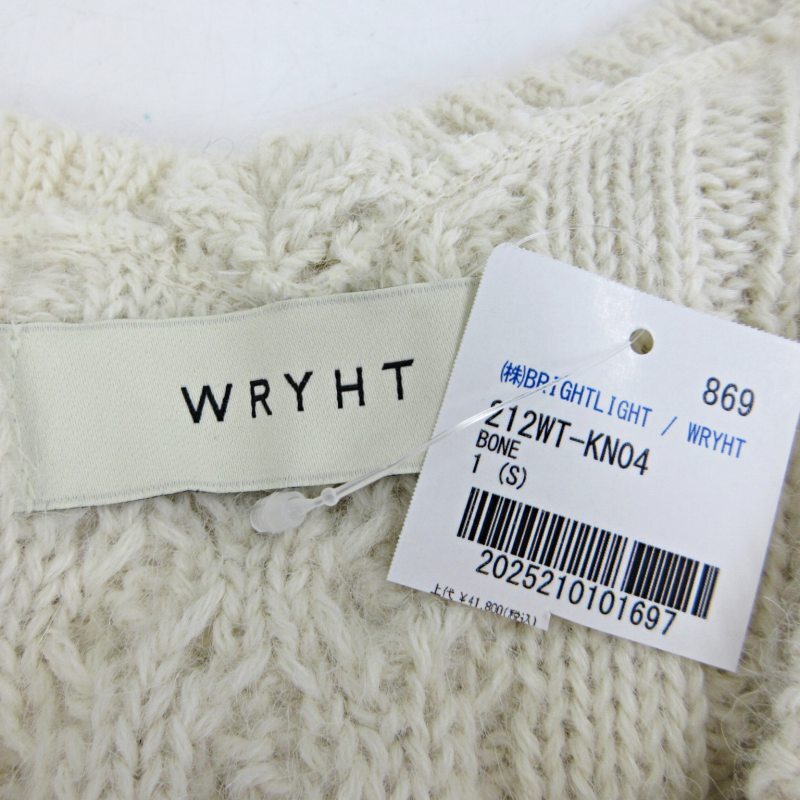 WRYHT
869
㈱BRIGHTLIGHT / WRYHT
212WT-KN04
BONE
1 (S)
2025210101697
上代 ¥41,800(税込)